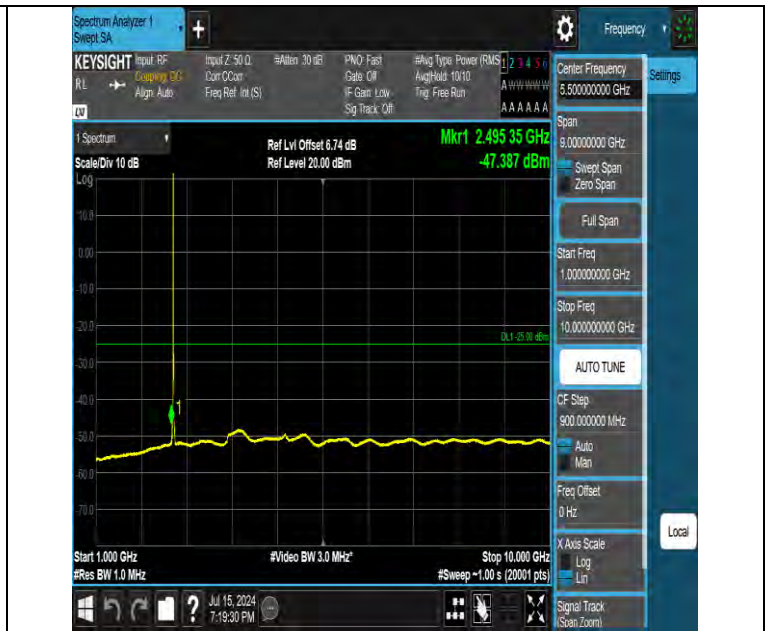 Spectrum Analyzer 1
Swept SA
+
Frequency
KEYSIGHT
RL
Input: RF
Coupling: DC
Align: Auto
Input Z: 50 Ω
Corr CCorr
Freq Ref: Int (S)
#Atten: 30 dB
PNO: Fast
Gate: Off
IF Gain: Low
Sig Track: Off
#Avg Type: Power (RMS
Avg|Hold: 10/10
Trig: Free Run
1 2 3 4 5 6
A W W W W W
A A A A A A
1 Spectrum
Scale/Div 10 dB
Log
Ref Lvl Offset 6.74 dB
Ref Level 20.00 dBm
Mkr1 2.495 35 GHz
-47.387 dBm
10.0
0.00
-10.0
-20.0
DL1 -25.00 dBm
-30.0
-40.0
1
-50.0
-60.0
-70.0
Start 1.000 GHz
#Res BW 1.0 MHz
#Video BW 3.0 MHz*
Stop 10.000 GHz
#Sweep ~1.00 s (20001 pts)
?
Jul 15, 2024
7:19:30 PM
Center Frequency
5.500000000 GHz
Settings
Span
9.00000000 GHz
Swept Span
Zero Span
Full Span
Start Freq
1.000000000 GHz
Stop Freq
10.000000000 GHz
AUTO TUNE
CF Step
900.000000 MHz
Auto
Man
Freq Offset
0 Hz
X Axis Scale
Log
Lin
Local
Signal Track
(Span Zoom)